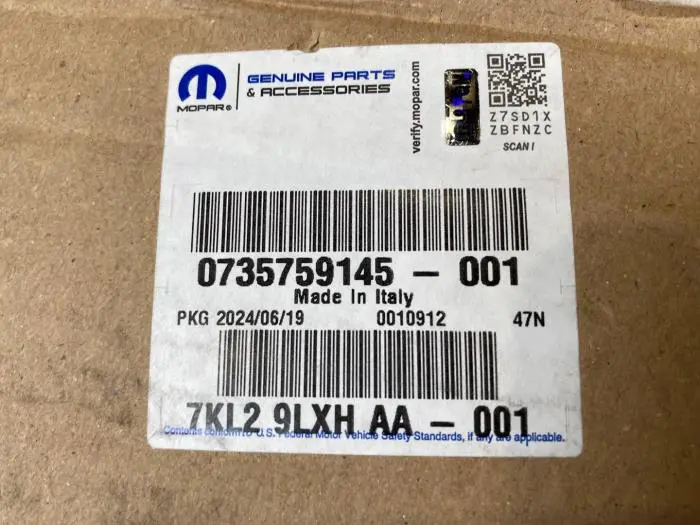 MOPAR®
GENUINE PARTS
& ACCESSORIES
verify.mopar.com
Z7SD1X
ZBFNZC
SCAN!
0735759145 - 001
Made In Italy
PKG 2024/06/19 0010912 47N
7KL2 9LXH AA - 001
Contents conform to U.S. Federal Motor Vehicle Safety Standards, if any are applicable.